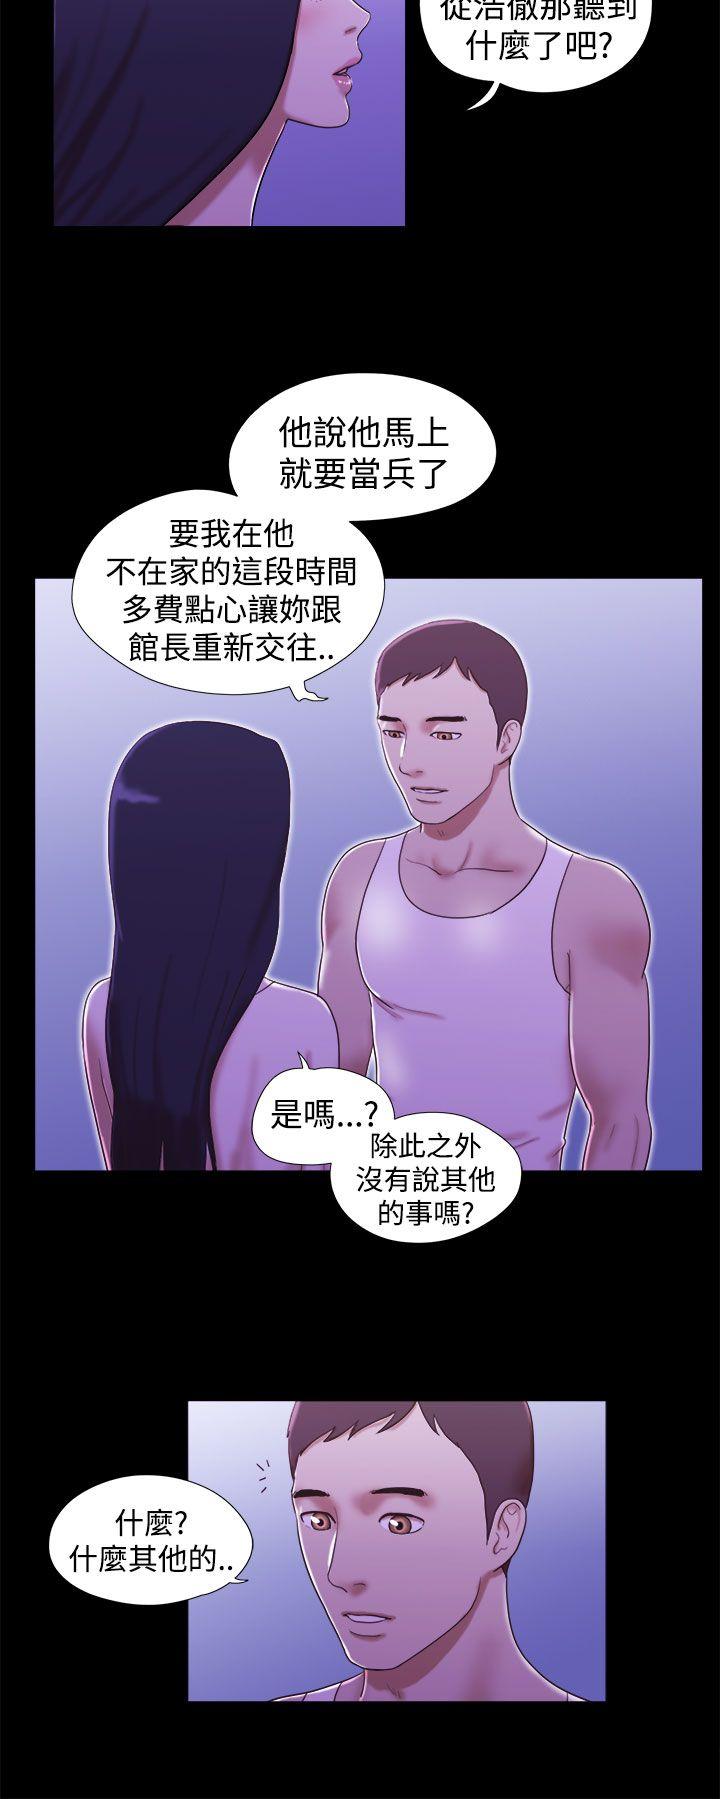 從浩徹那聽到
什麼了吧?
他說他馬上
就要當兵了
要我在他
不在家的這段時間
多費點心讓妳跟
館長重新交往..
是嗎...?
除此之外
沒有說其他
的事嗎?
什麼?
什麼其他的..